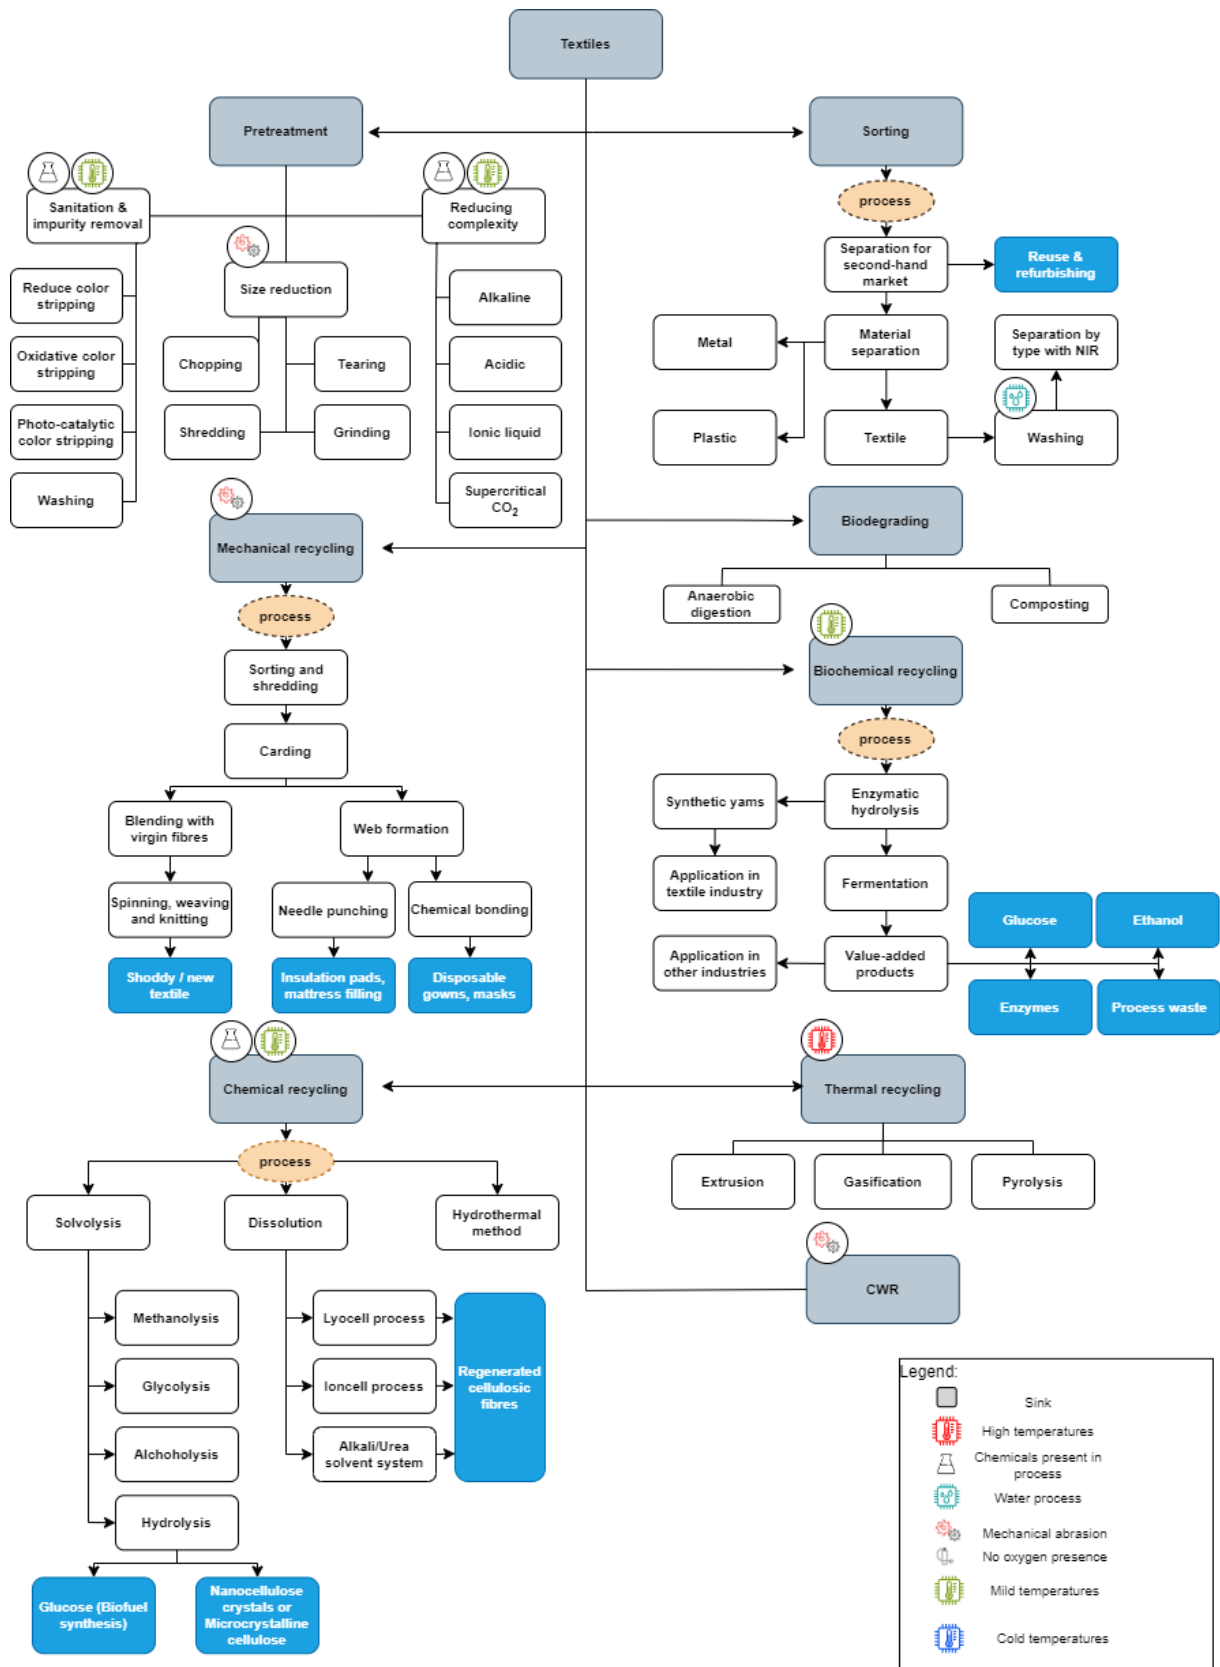 Textiles
Pretreatment
Sorting
process
Sanitation &
impurity removal
Reducing
complexity
Separation for
second-hand
market
Reuse &
refurbishing
Reduce color
stripping
Size reduction
Alkaline
Oxidative color
stripping
Chopping
Tearing
Acidic
Metal
Material
separation
Separation by
type with NIR
Photo-catalytic
color stripping
Shredding
Grinding
Ionic liquid
Plastic
Textile
Washing
Washing
Supercritical
CO2
Mechanical recycling
Biodegrading
process
Anaerobic
digestion
Composting
Sorting and
shredding
Biochemical recycling
Carding
process
Blending with
virgin fibres
Web formation
Synthetic yams
Enzymatic
hydrolysis
Spinning, weaving
and knitting
Needle punching
Chemical bonding
Application in
textile industry
Fermentation
Glucose
Ethanol
Shoddy / new
textile
Insulation pads,
mattress filling
Disposable
gowns, masks
Application in
other industries
Value-added
products
Enzymes
Process waste
Chemical recycling
Thermal recycling
process
Extrusion
Gasification
Pyrolysis
Solvolysis
Dissolution
Hydrothermal
method
CWR
Methanolysis
Lyocell process
Glycolysis
Ioncell process
Regenerated
cellulosic
fibres
Alchoholysis
Alkali/Urea
solvent system
Hydrolysis
Glucose (Biofuel
synthesis)
Nanocellulose
crystals or
Microcrystalline
cellulose
Legend:
Sink
High temperatures
Chemicals present in
process
Water process
Mechanical abrasion
No oxygen presence
Mild temperatures
Cold temperatures